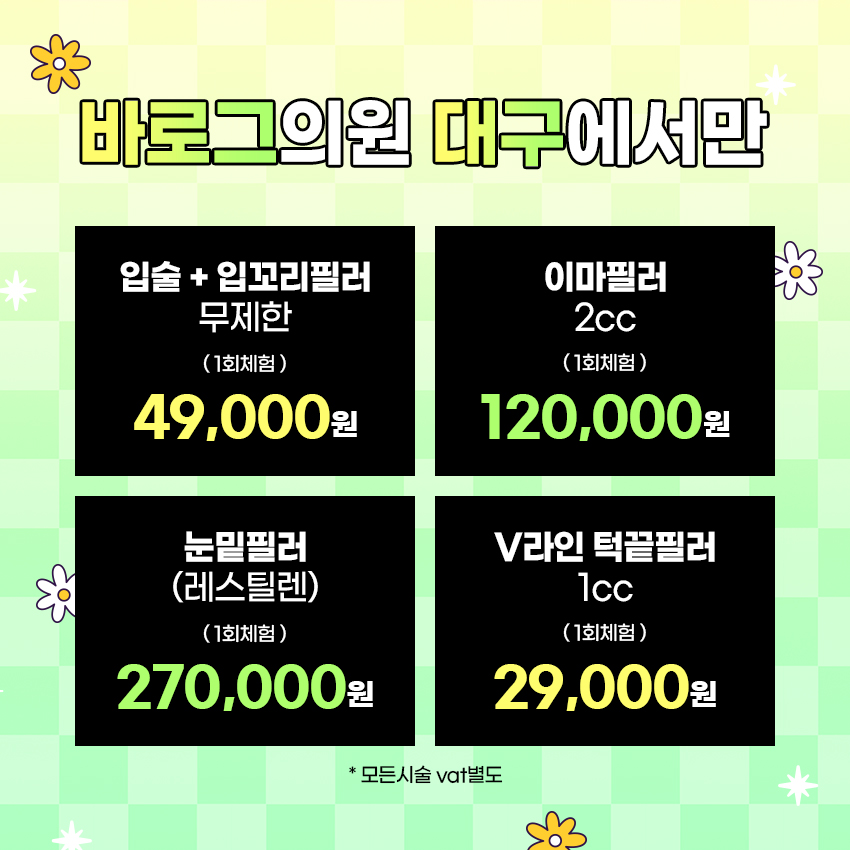 바로그의원 대구에서만
입술 + 입꼬리필러
무제한
( 1회체험 )
49,000원
이마필러
2cc
( 1회체험 )
120,000원
눈밑필러
(레스틸렌)
( 1회체험 )
270,000원
V라인 턱끝필러
1cc
( 1회체험 )
29,000원
* 모든시술 vat별도